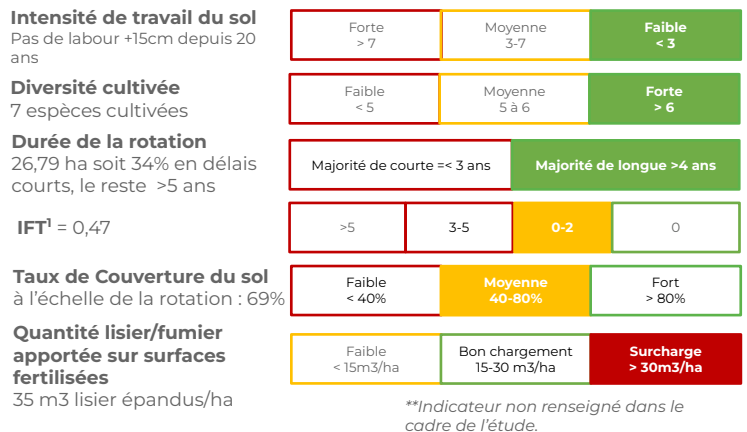 Intensité de travail du sol
Pas de labour +15cm depuis 20
ans
Forte
> 7
Moyenne
3-7
Faible
< 3
Diversité cultivée
7 espèces cultivées
Faible
< 5
Moyenne
5 à 6
Forte
> 6
Durée de la rotation
26,79 ha soit 34% en délais
courts, le reste >5 ans
Majorité de courte =< 3 ans
Majorité de longue >4 ans
IFT¹ = 0,47
>5
3-5
0-2
0
Taux de Couverture du sol
à l’échelle de la rotation : 69%
Faible
< 40%
Moyenne
40-80%
Fort
> 80%
Quantité lisier/fumier
apportée sur surfaces
fertilisées
35 m3 lisier épandus/ha
Faible
< 15m3/ha
Bon chargement
15-30 m3/ha
Surcharge
> 30m3/ha
**Indicateur non renseigné dans le
cadre de l’étude.